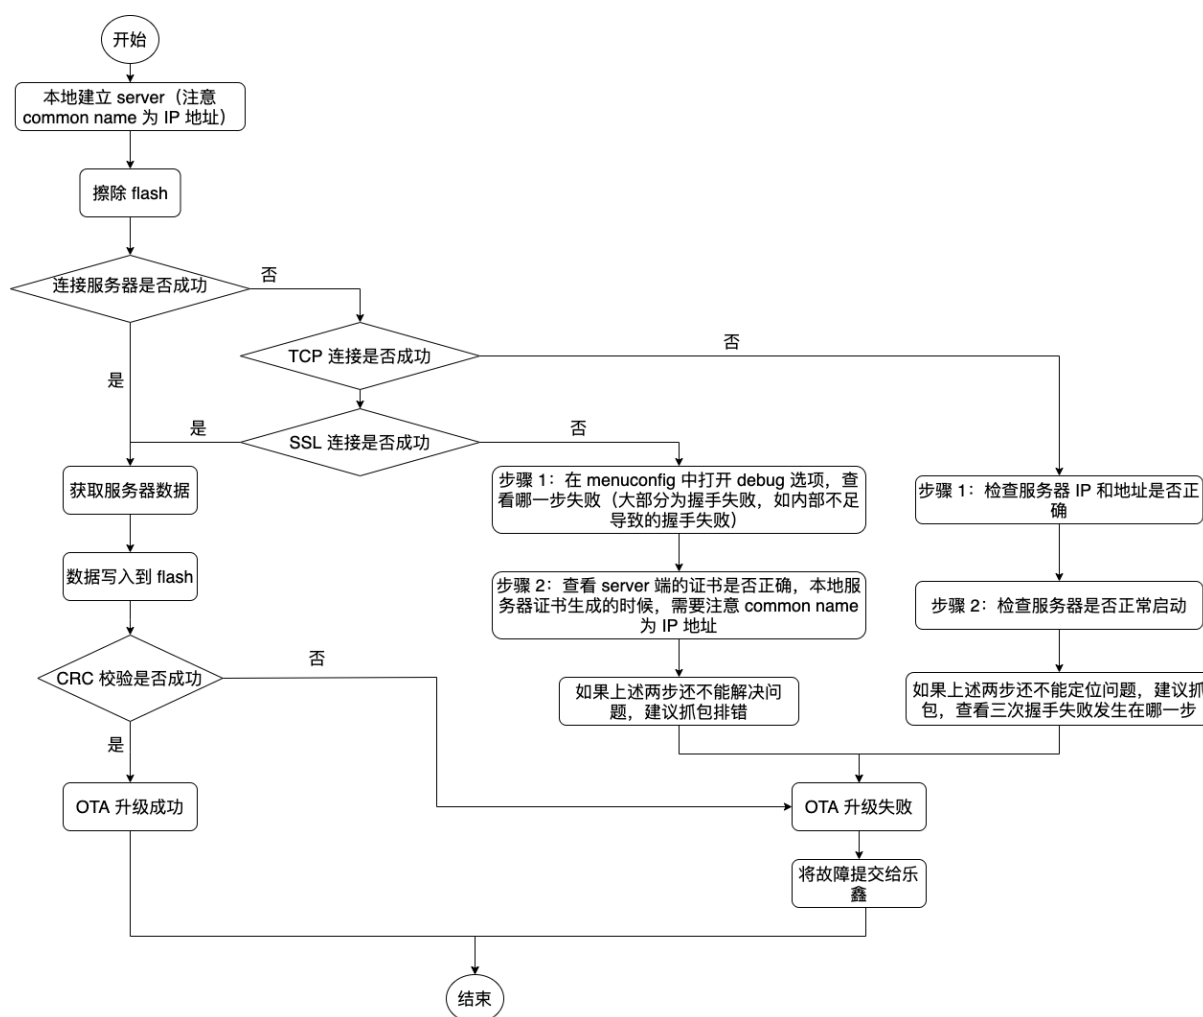 开始
本地建立 server（注意
common name 为 IP 地址）
擦除 flash
连接服务器是否成功
否
TCP 连接是否成功
否
是
SSL 连接是否成功
是
否
获取服务器数据
步骤 1：在 menuconfig 中打开 debug 选项，查
看哪一步失败（大部分为握手失败，如内部不足
导致的握手失败）
步骤 1：检查服务器 IP 和地址是否正
确
数据写入到 flash
步骤 2：查看 server 端的证书是否正确，本地服
务器证书生成的时候，需要注意 common name
为 IP 地址
步骤 2：检查服务器是否正常启动
CRC 校验是否成功
否
是
如果上述两步还不能解决问
题，建议抓包排错
如果上述两步还不能定位问题，建议抓
包，查看三次握手失败发生在哪一步
OTA 升级成功
OTA 升级失败
将故障提交给乐
鑫
结束